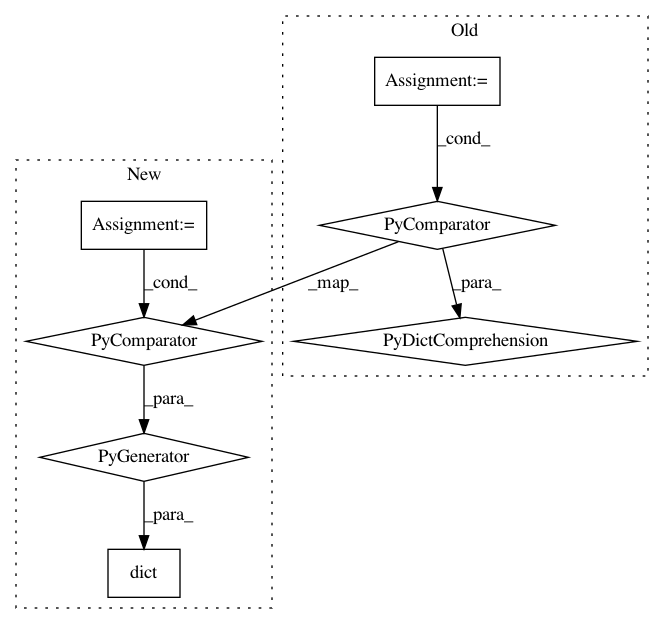 Old
Assignment:=
_cond_
New
Assignment:=
PyComparator
_cond_
_map_
_para_
PyComparator
PyDictComprehension
_para_
PyGenerator
_para_
dict